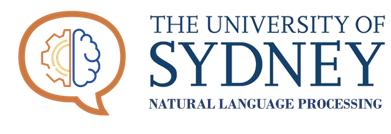 THE UNIVERSITY OF
SYDNEY
NATURAL LANGUAGE PROCESSING